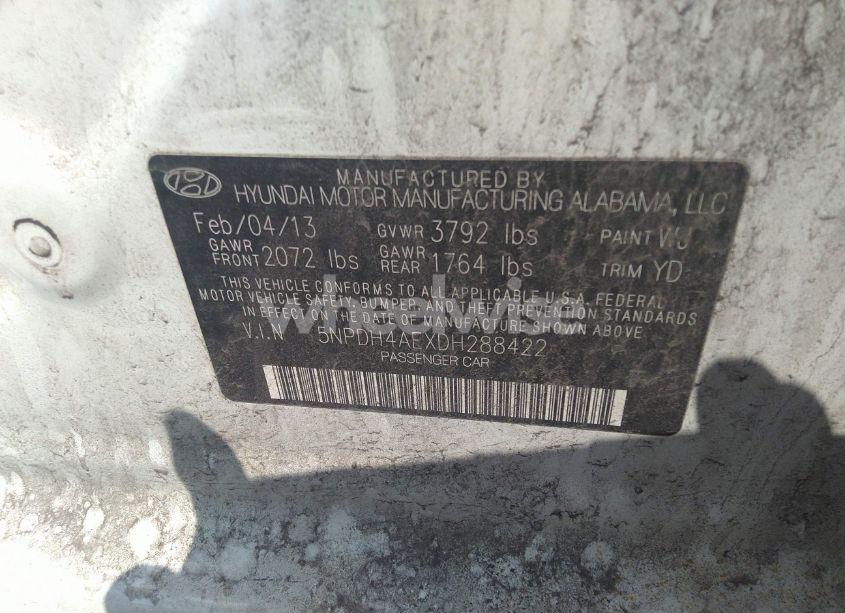 MANUFACTURED BY
HYUNDAI MOTOR MANUFACTURING ALABAMA, LLC
Feb/04/13 GVWR 3792 lbs PAINT
GAWR FRONT 2072 lbs GAWR REAR 1764 lbs TRIM YD
THIS VEHICLE CONFORMS TO ALL APPLICABLE U.S.A. FEDERAL
MOTOR VEHICLE SAFETY, BUMPER, AND THEFT PREVENTION STANDARDS
IN EFFECT ON THE DATE OF MANUFACTURE SHOWN ABOVE.
V.I.N 5NPDH4AEXDH288422
PASSENGER CAR